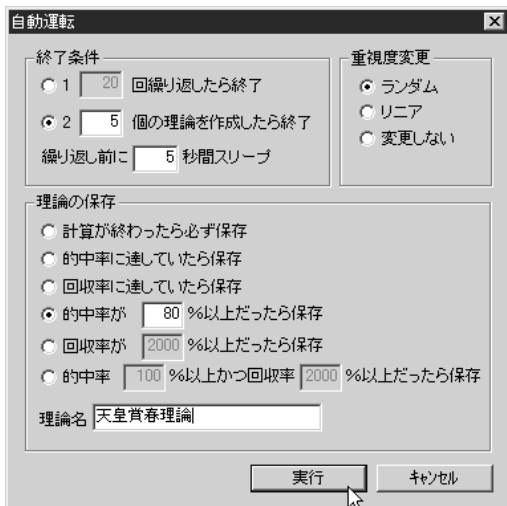 自動運転
終了条件
1 20 回繰り返したら終了
2 5 個の理論を作成したら終了
繰り返し前に 5 秒間スリープ
重視度変更
ランダム
リニア
変更しない
理論の保存
計算が終わったら必ず保存
的中率に達していたら保存
回収率に達していたら保存
的中率が 80 %以上だったら保存
回収率が 2000 %以上だったら保存
的中率 100 %以上かつ回収率 2000 %以上だったら保存
理論名 天皇賞春理論
実行 キャンセル